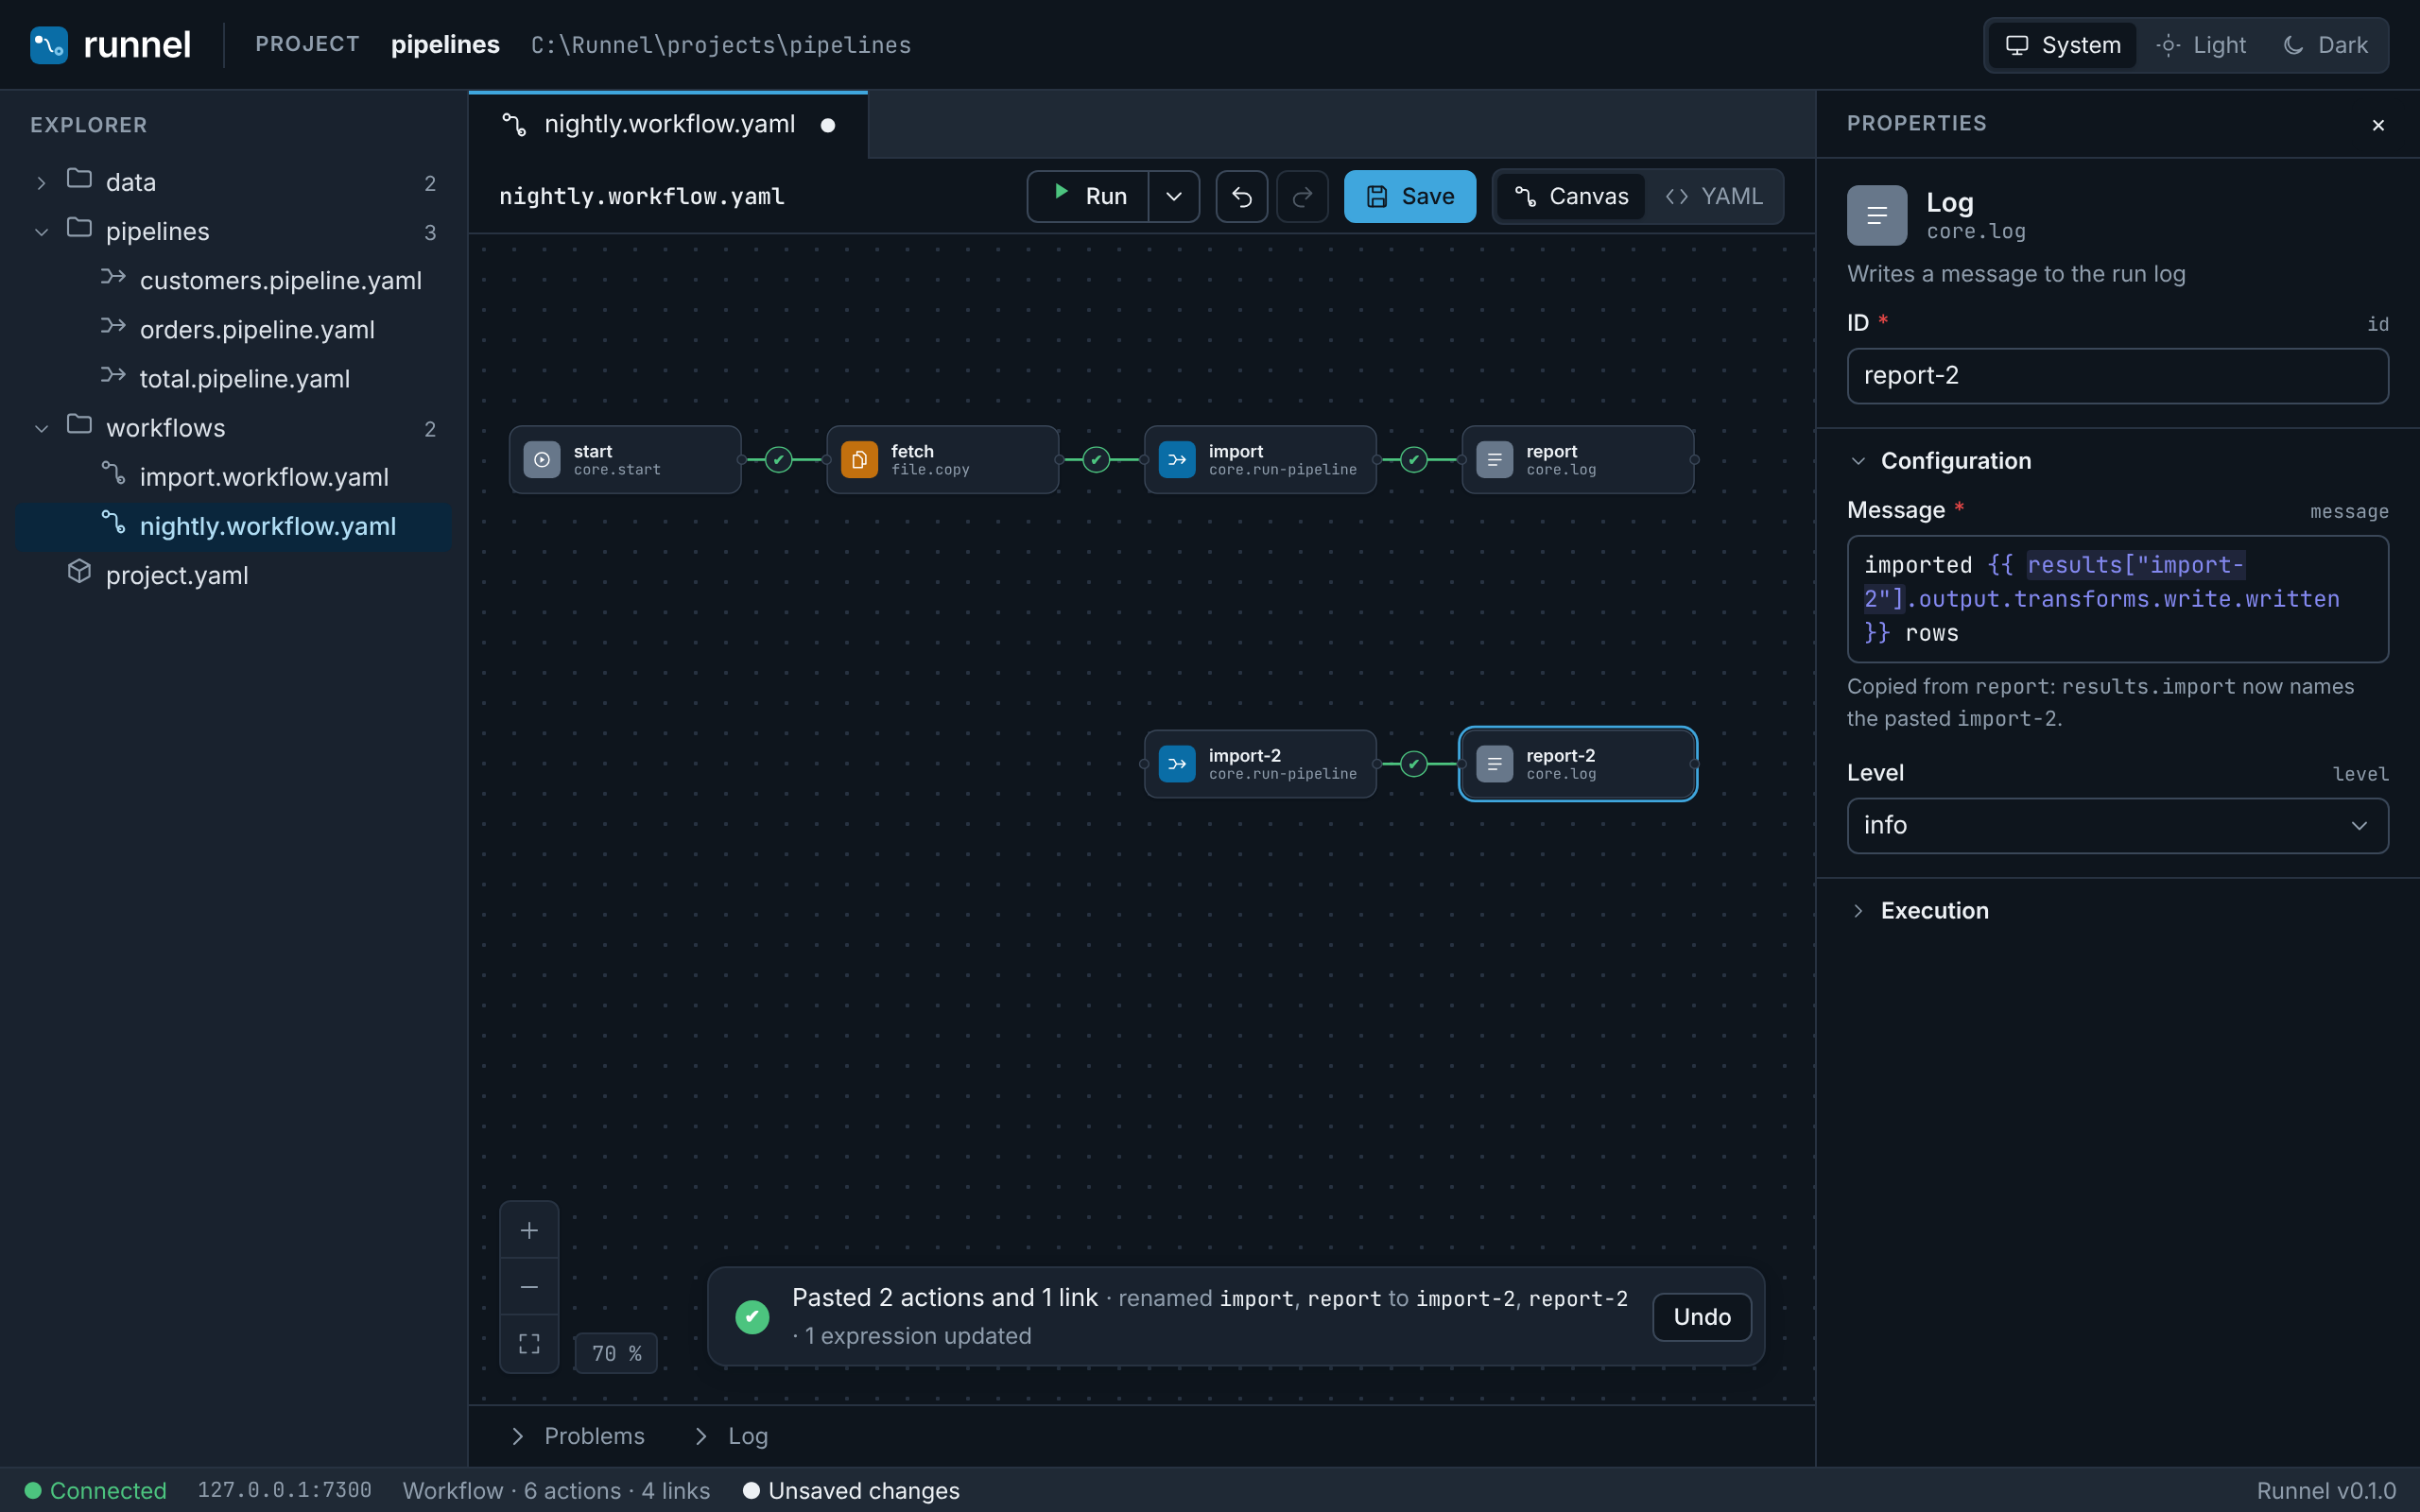 runnel
PROJECT pipelines C:\Runnel\projects\pipelines
System Light Dark
EXPLORER
data 2
pipelines 3
customers.pipeline.yaml
orders.pipeline.yaml
total.pipeline.yaml
workflows 2
import.workflow.yaml
nightly.workflow.yaml
project.yaml
nightly.workflow.yaml
nightly.workflow.yaml
Run
Save
Canvas YAML
start
core.start
fetch
file.copy
import
core.run-pipeline
report
core.log
import-2
core.run-pipeline
report-2
core.log
70 %
Pasted 2 actions and 1 link · renamed import, report to import-2, report-2
· 1 expression updated
Undo
Problems Log
PROPERTIES
Log
core.log
Writes a message to the run log
ID * id
report-2
Configuration
Message * message
imported {{ results["import-
2"].output.transforms.write.written
}} rows
Copied from report: results.import now names
the pasted import-2.
Level level
info
Execution
Connected 127.0.0.1:7300 Workflow · 6 actions · 4 links Unsaved changes
Runnel v0.1.0